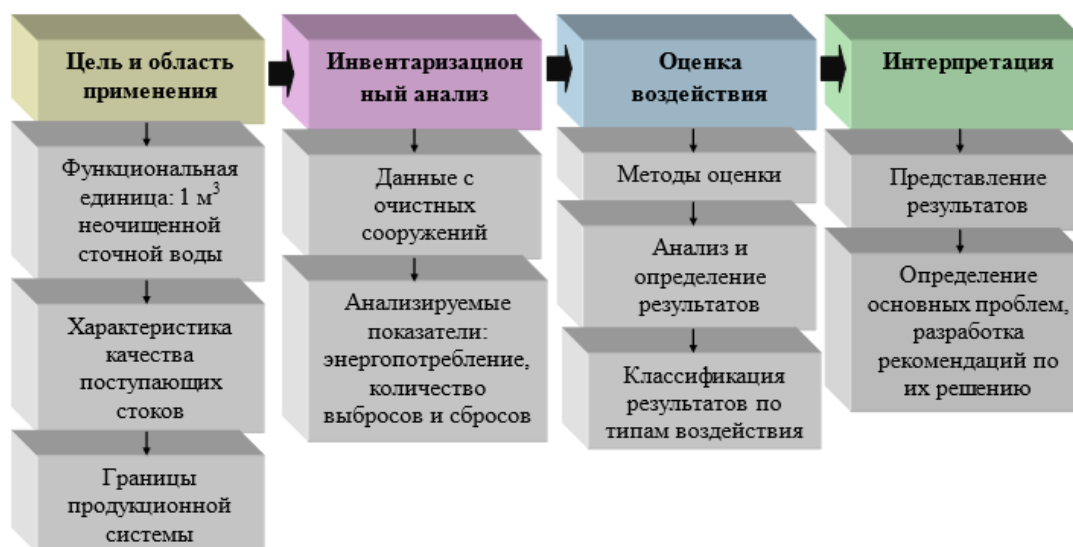 Цель и область
применения
Функциональная
единица: 1 м³
неочищенной
сточной воды
Характеристика
качества
поступающих
стоков
Границы
продукционной
системы
Инвентаризацион
ный анализ
Данные с
очистных
сооружений
Анализируемые
показатели:
энергопотребление,
количество
выбросов и сбросов
Оценка
воздействия
Методы оценки
Анализ и
определение
результатов
Классификация
результатов по
типам воздействия
Интерпретация
Представление
результатов
Определение
основных проблем,
разработка
рекомендаций по
их решению